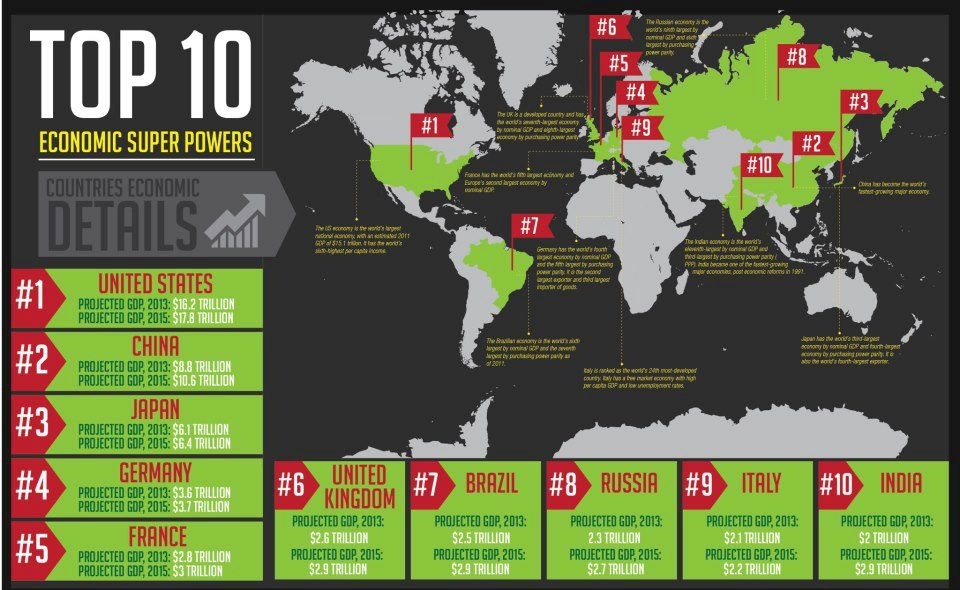 TOP 10
ECONOMIC SUPER POWERS
COUNTRIES ECONOMIC
DETAILS
#1
UNITED STATES
PROJECTED GDP, 2013: $16.2 TRILLION
PROJECTED GDP, 2015: $17.8 TRILLION
#2
CHINA
PROJECTED GDP, 2013: $8.8 TRILLION
PROJECTED GDP, 2015: $10.6 TRILLION
#3
JAPAN
PROJECTED GDP, 2013: $6.1 TRILLION
PROJECTED GDP, 2015: $6.4 TRILLION
#4
GERMANY
PROJECTED GDP, 2013: $3.6 TRILLION
PROJECTED GDP, 2015: $3.7 TRILLION
#5
FRANCE
PROJECTED GDP, 2013: $2.8 TRILLION
PROJECTED GDP, 2015: $3 TRILLION
#6
UNITED
KINGDOM
PROJECTED GDP, 2013:
$2.6 TRILLION
PROJECTED GDP, 2015:
$2.9 TRILLION
#7
BRAZIL
PROJECTED GDP, 2013:
$2.5 TRILLION
PROJECTED GDP, 2015:
$2.9 TRILLION
#8
RUSSIA
PROJECTED GDP, 2013:
2.3 TRILLION
PROJECTED GDP, 2015:
$2.7 TRILLION
#9
ITALY
PROJECTED GDP, 2013:
$2.1 TRILLION
PROJECTED GDP, 2015:
$2.2 TRILLION
#10
INDIA
PROJECTED GDP, 2013:
$2 TRILLION
PROJECTED GDP, 2015:
$2.9 TRILLION
#6
#5
#4
#9
#8
#3
#2
#10
#1
#7
The Russian economy is the
world's ninth-largest by
nominal GDP and sixth
largest by purchasing
power parity.
The UK is a developed country and has
the world's seventh-largest economy
by nominal GDP and eighth-largest
economy by purchasing power parity
France has the world's fifth-largest economy and
Europe's second largest economy by
nominal GDP.
China has become the world's
fastest-growing major economy.
The US economy is the world's largest
national economy, with an estimated 2011
GDP of $15.1 trillion. It has the world's
sixth-highest per capita income.
Germany has the world's fourth
largest economy by nominal GDP
and the fifth largest by purchasing
power parity. It is the second
largest exporter and third largest
importer of goods.
The Indian economy is the world's
eleventh-largest by nominal GDP and
third largest by purchasing power parity (
PPP). India became one of the fastest-growing
major economies, post economic reforms in 1991.
The Brazilian economy is the world's sixth
largest by nominal GDP and the seventh
largest by purchasing power parity as
of 2011.
Italy is ranked as the world's 24th most-developed
country. Italy has a free market economy with high
per capita GDP and low unemployment rates.
Japan has the world's third-largest
economy by nominal GDP and fourth-largest
economy by purchasing power parity. It is
also the world's fourth-largest exporter.